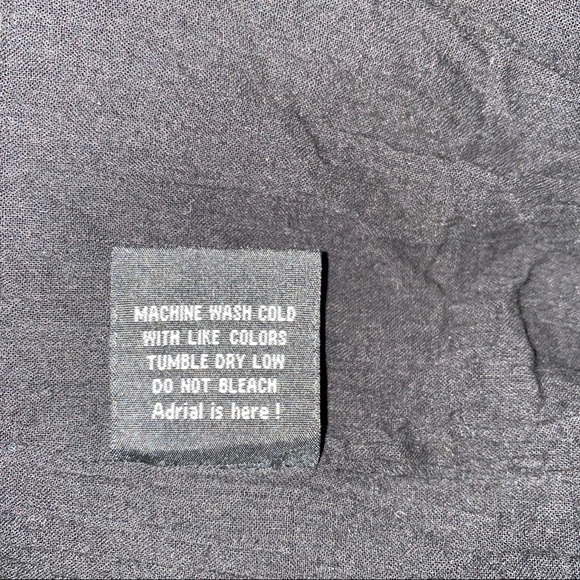 MACHINE WASH COLD
WITH LIKE COLORS
TUMBLE DRY LOW
DO NOT BLEACH
Adrial is here !